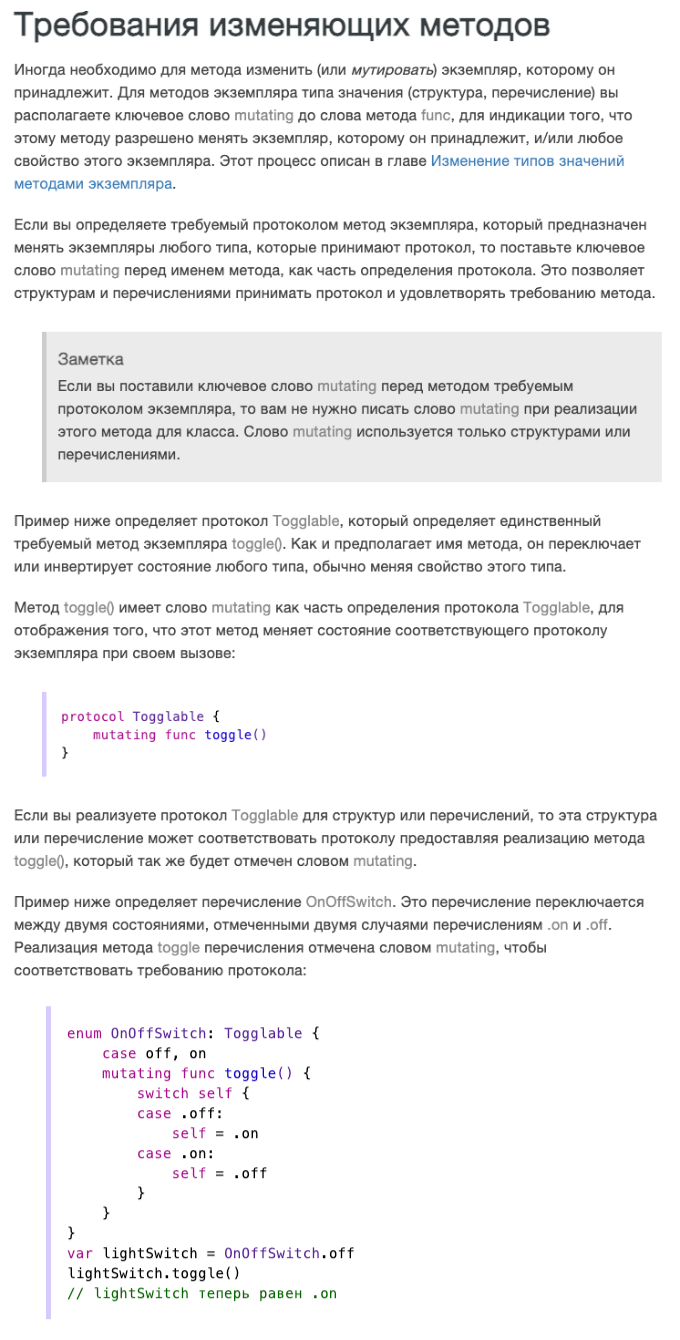 Требования изменяющих методов
Иногда необходимо для метода изменить (или мутировать) экземпляр, которому он
принадлежит. Для методов экземпляра типа значения (структура, перечисление) вы
располагаете ключевое слово mutating до слова метода func, для индикации того, что
этому методу разрешено менять экземпляр, которому он принадлежит, и/или любое
свойство этого экземпляра. Этот процесс описан в главе Изменение типов значений
методами экземпляра.
Если вы определяете требуемый протоколом метод экземпляра, который предназначен
менять экземпляры любого типа, которые принимают протокол, то поставьте ключевое
слово mutating перед именем метода, как часть определения протокола. Это позволяет
структурам и перечислениями принимать протокол и удовлетворять требованию метода.
Заметка
Если вы поставили ключевое слово mutating перед методом требуемым
протоколом экземпляра, то вам не нужно писать слово mutating при реализации
этого метода для класса. Слово mutating используется только структурами или
перечислениями.
Пример ниже определяет протокол Togglable, который определяет единственный
требуемый метод экземпляра toggle(). Как и предполагает имя метода, он переключает
или инвертирует состояние любого типа, обычно меняя свойство этого типа.
Метод toggle() имеет слово mutating как часть определения протокола Togglable, для
отображения того, что этот метод меняет состояние соответствующего протоколу
экземпляра при своем вызове:
protocol Togglable {
    mutating func toggle()
}
Если вы реализуете протокол Togglable для структур или перечислений, то эта структура
или перечисление может соответствовать протоколу предоставляя реализацию метода
toggle(), который так же будет отмечен словом mutating.
Пример ниже определяет перечисление OnOffSwitch. Это перечисление переключается
между двумя состояниями, отмеченными двумя случаями перечислениям .on и .off.
Реализация метода toggle перечисления отмечена словом mutating, чтобы
соответствовать требованию протокола:
enum OnOffSwitch: Togglable {
    case off, on
    mutating func toggle() {
        switch self {
        case .off:
            self = .on
        case .on:
            self = .off
        }
    }
}
var lightSwitch = OnOffSwitch.off
lightSwitch.toggle()
// lightSwitch теперь равен .on